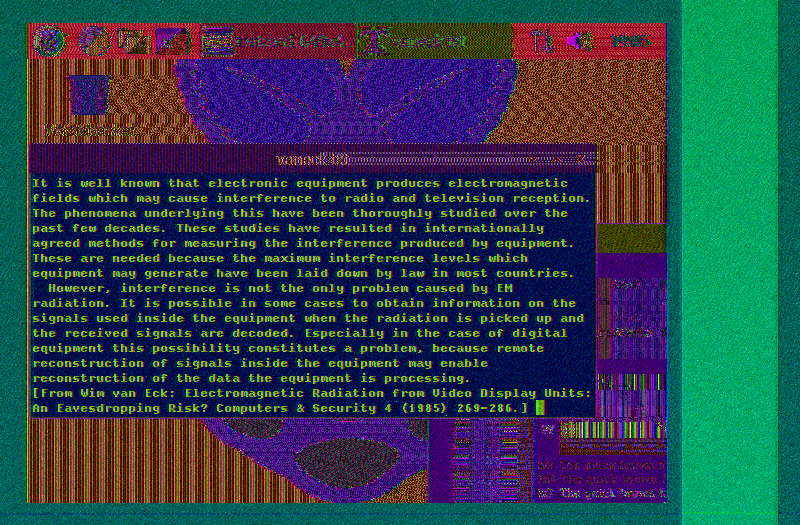 It is well known that electronic equipment produces electromagnetic
fields which may cause interference to radio and television reception.
The phenomena underlying this have been thoroughly studied over the
past few decades. These studies have resulted in internationally
agreed methods for measuring the interference produced by equipment.
These are needed because the maximum interference levels which
equipment may generate have been laid down by law in most countries.
However, interference is not the only problem caused by EM
radiation. It is possible in some cases to obtain information on the
signals used inside the equipment when the radiation is picked up and
the received signals are decoded. Especially in the case of digital
equipment this possibility constitutes a problem, because remote
reconstruction of signals inside the equipment may enable
reconstruction of the data the equipment is processing.
[From Wim van Eck: Electromagnetic Radiation from Video Display Units:
An Eavesdropping Risk? Computers & Security 4 (1985) 269-286.]